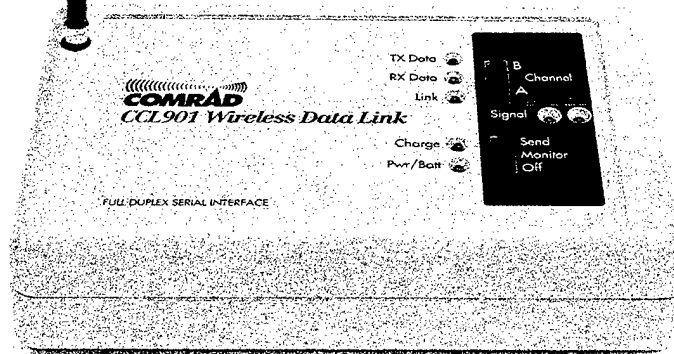 TX Data
RX Data
Link
B
Channel
A
COMRAD
CCL901 Wireless Data Link
Signal
Charge
Pwr/Batt
Send
Monitor
Off
FULL DUPLEX SERIAL INTERFACE